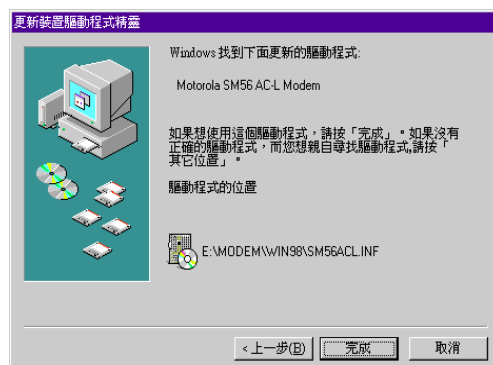 更新裝置驅動程式精靈
Windows 找到下面更新的驅動程式:
Motorola SM56 AC-L Modem
如果想使用這個驅動程式，請按「完成」。如果沒有
正確的驅動程式，而您想親自尋找驅動程式,請按「
其它位置」。
驅動程式的位置
E:\MODEM\WIN98\SM56ACL.INF
<上一步(B)
完成
取消